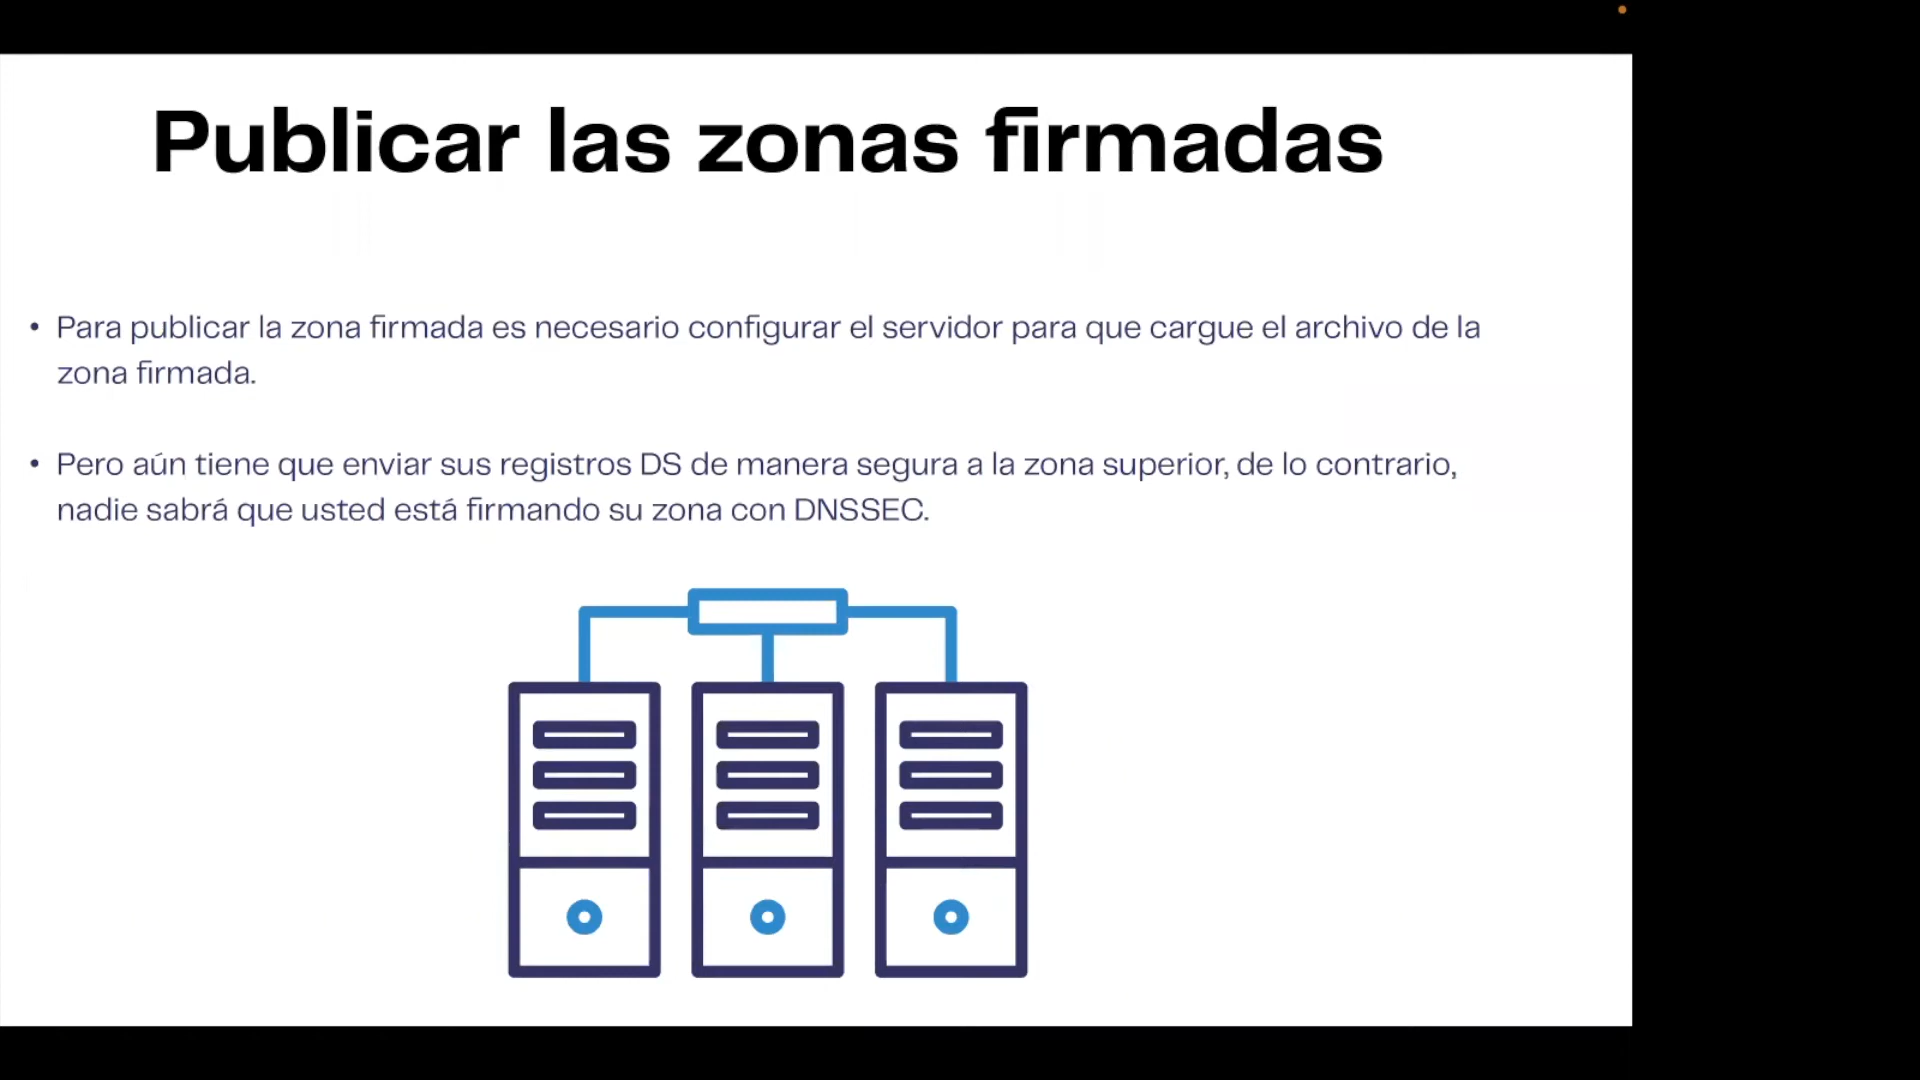 Publicar las zonas firmadas
• Para publicar la zona firmada es necesario configurar el servidor para que cargue el archivo de la
zona firmada.
• Pero aún tiene que enviar sus registros DS de manera segura a la zona superior, de lo contrario,
nadie sabrá que usted está firmando su zona con DNSSEC.